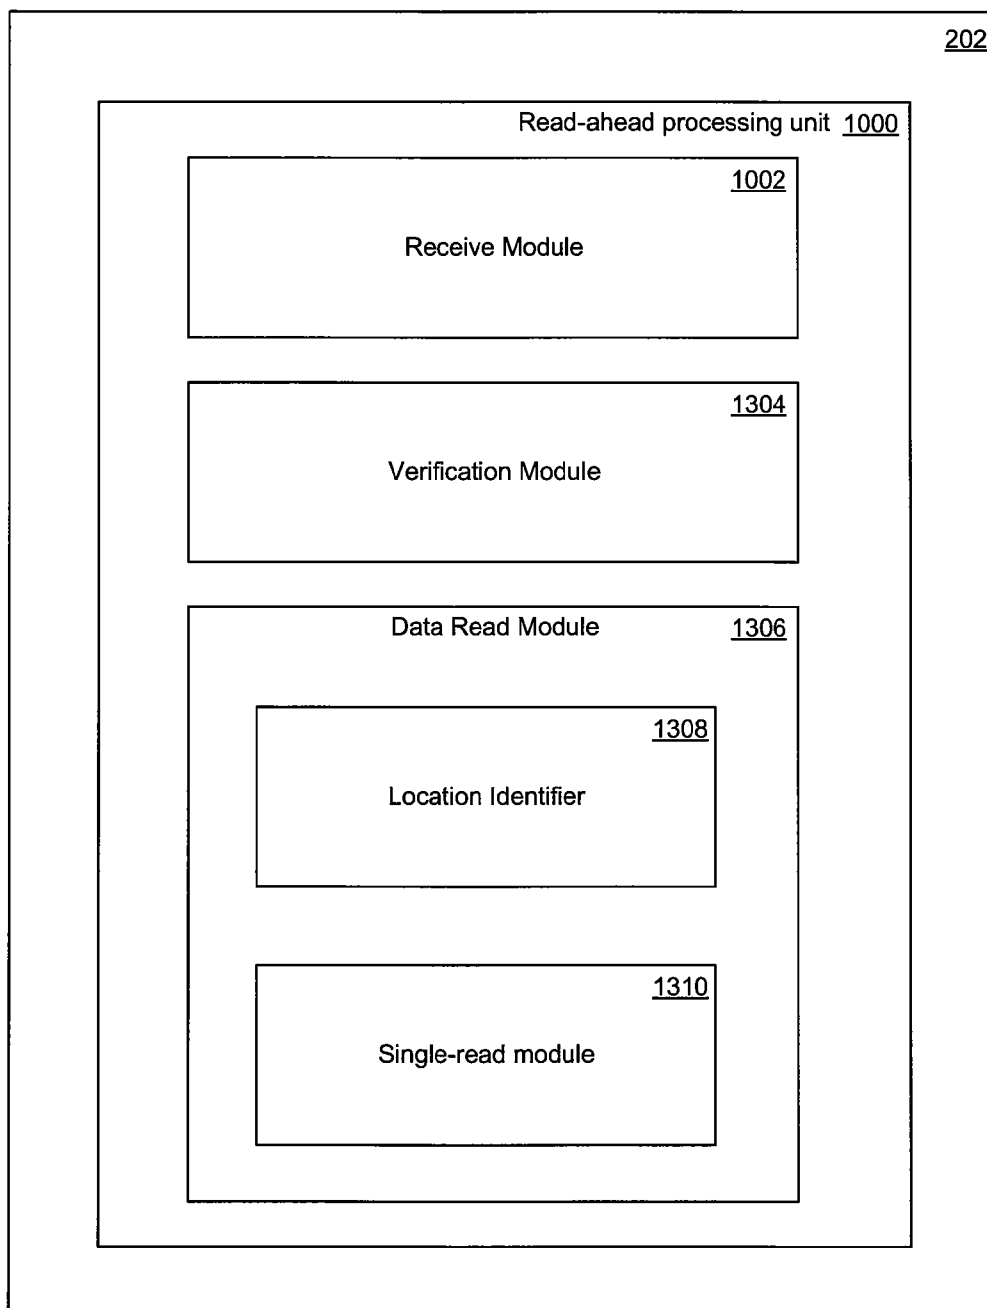 202
Read-ahead processing unit 1000
1002
Receive Module
1304
Verification Module
Data Read Module 1306
1308
Location Identifier
1310
Single-read module